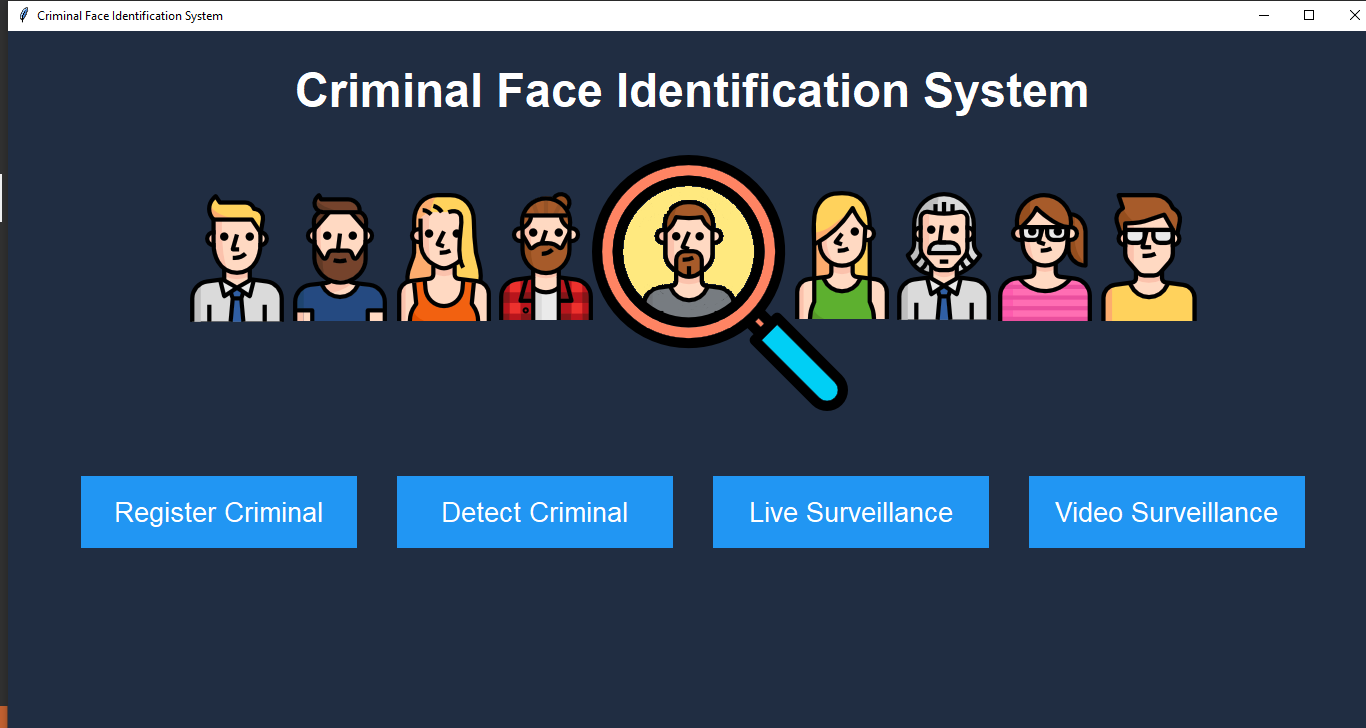 Criminal Face Identification System
Criminal Face Identification System
Register Criminal
Detect Criminal
Live Surveillance
Video Surveillance